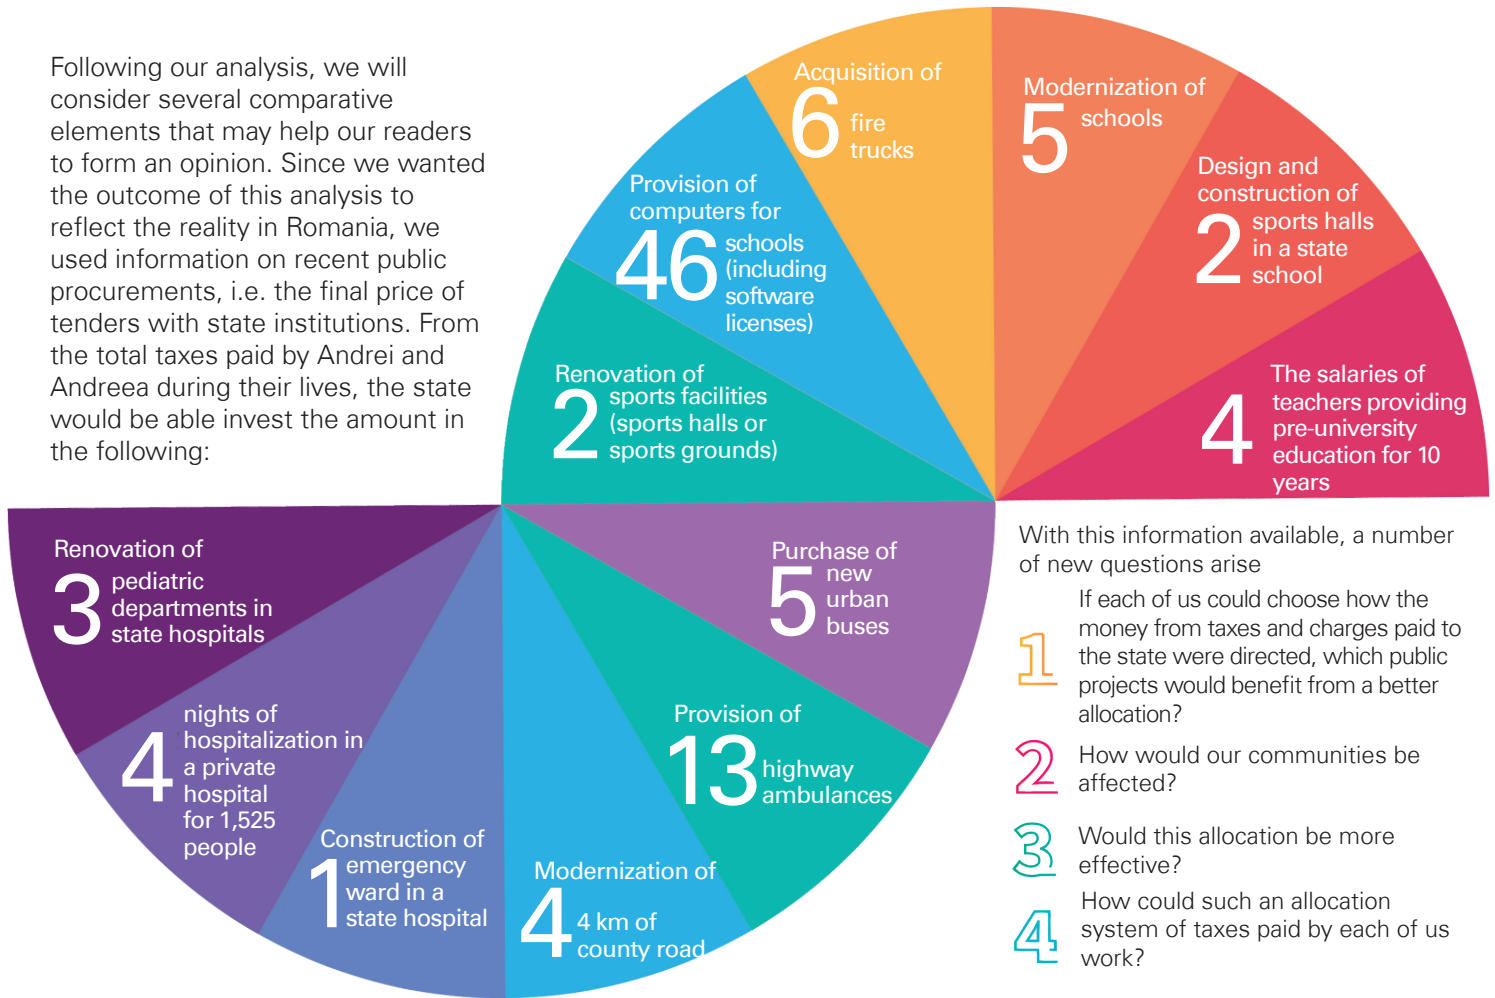 Following our analysis, we will
consider several comparative
elements that may help our readers
to form an opinion. Since we wanted
the outcome of this analysis to
reflect the reality in Romania, we
used information on recent public
procurements, i.e. the final price of
tenders with state institutions. From
the total taxes paid by Andrei and
Andreea during their lives, the state
would be able invest the amount in
the following:
Renovation of
2 sports facilities
(sports halls or
sports grounds)
Provision of
computers for
46 schools
(including
software
licenses)
Acquisition of
6 fire
trucks
Modernization of
5 schools
Design and
construction of
2 sports halls
in a state
school
The salaries of
4 teachers providing
pre-university
education for 10
years
Renovation of
3 pediatric
departments in
state hospitals
4 nights of
hospitalization in
a private
hospital
for 1,525
people
Construction of
1 emergency
ward in a
state hospital
Modernization of
4 4 km of
county road
Provision of
13 highway
ambulances
Purchase of
5 new
urban
buses
With this information available, a number
of new questions arise
1 If each of us could choose how the
money from taxes and charges paid to
the state were directed, which public
projects would benefit from a better
allocation?
2 How would our communities be
affected?
3 Would this allocation be more
effective?
4 How could such an allocation
system of taxes paid by each of us
work?